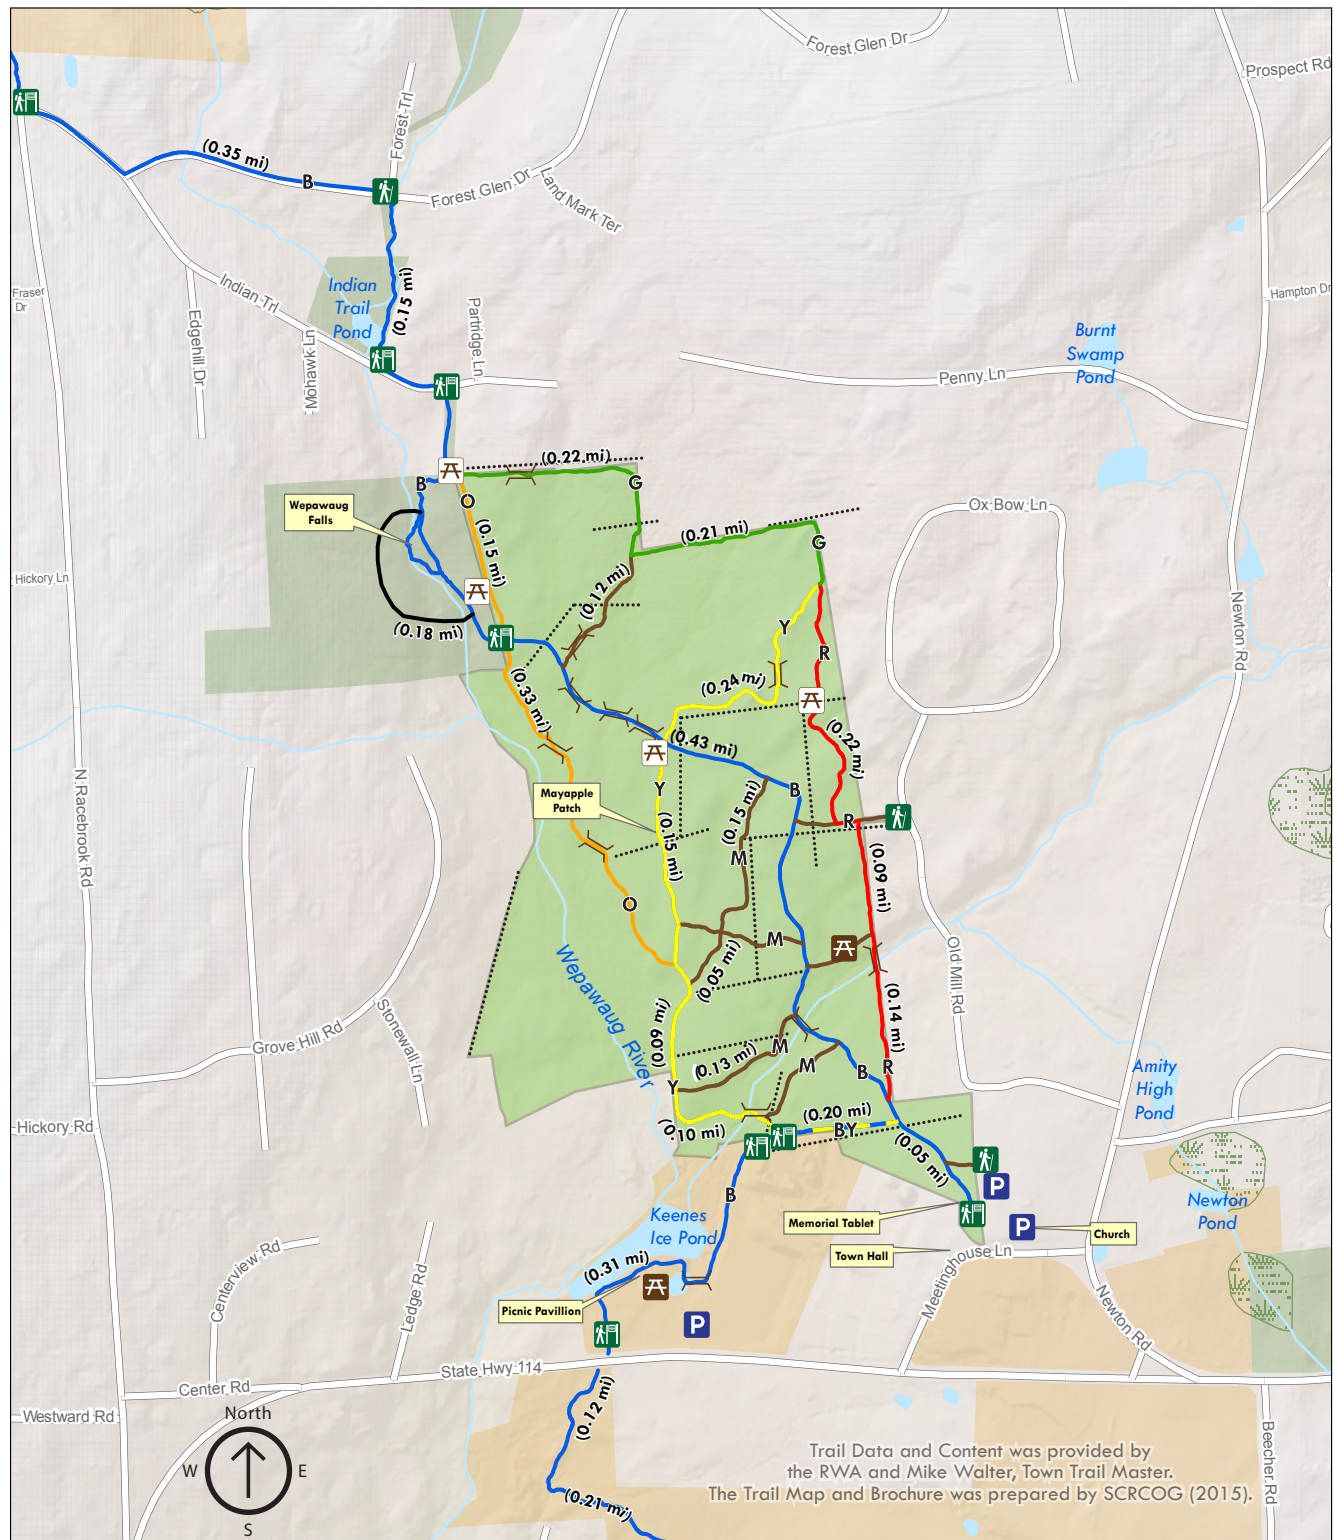 Forest Glen Dr
Prospect Rd
Forest Trl
(0.35 mi)
B
Forest Glen Dr
Land Mark Ter
Fraser
Dr
Indian Trl
Indian
Trail
Pond
(0.15 mi)
Hampton Dr
Edgehill Dr
Mohawk Ln
Partridge Ln
Burnt
Swamp
Pond
Penny Ln
(0.22 mi)
B
G
O
Wepawaug
Falls
Ox Bow Ln
(0.21 mi)
G
(0.15 mi)
Hickory Ln
(0.12 mi)
Newton Rd
(0.18 mi)
Y
R
(0.33 mi)
(0.24 mi)
(0.43 mi)
(0.22 mi)
N Racebrook Rd
Mayapple
Patch
Y
B
(0.15 mi)
(0.15 mi)
R
M
(0.09 mi)
O
M
Wepawaug River
(0.05 mi)
Old Mill Rd
Stonewall Ln
Grove Hill Rd
(0.09 mi)
(0.14 mi)
M
(0.13 mi)
M
B
R
Y
Amity
High
Pond
Hickory Rd
(0.10 mi)
(0.20 mi)
BY
(0.05 mi)
P
B
Newton
Pond
Keenes
Ice Pond
Memorial Tablet
P
Church
Town Hall
Meetinghouse Ln
Centerview Rd
Ledge Rd
(0.31 mi)
Picnic Pavillion
P
Newton Rd
State Hwy 114
Center Rd
Westward Rd
North
W
E
S
(0.12 mi)
(0.21 mi)
Beecher Rd
Trail Data and Content was provided by
the RWA and Mike Walter, Town Trail Master.
The Trail Map and Brochure was prepared by SCRCOG (2015).